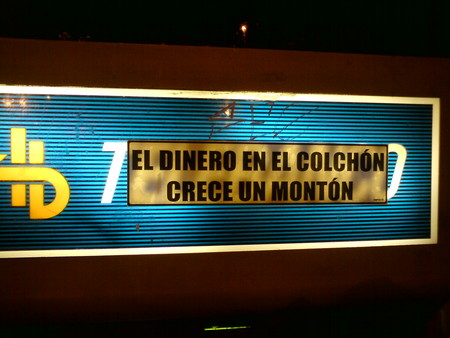 EL DINERO EN EL COLCHÓN
CRECE UN MONTÓN